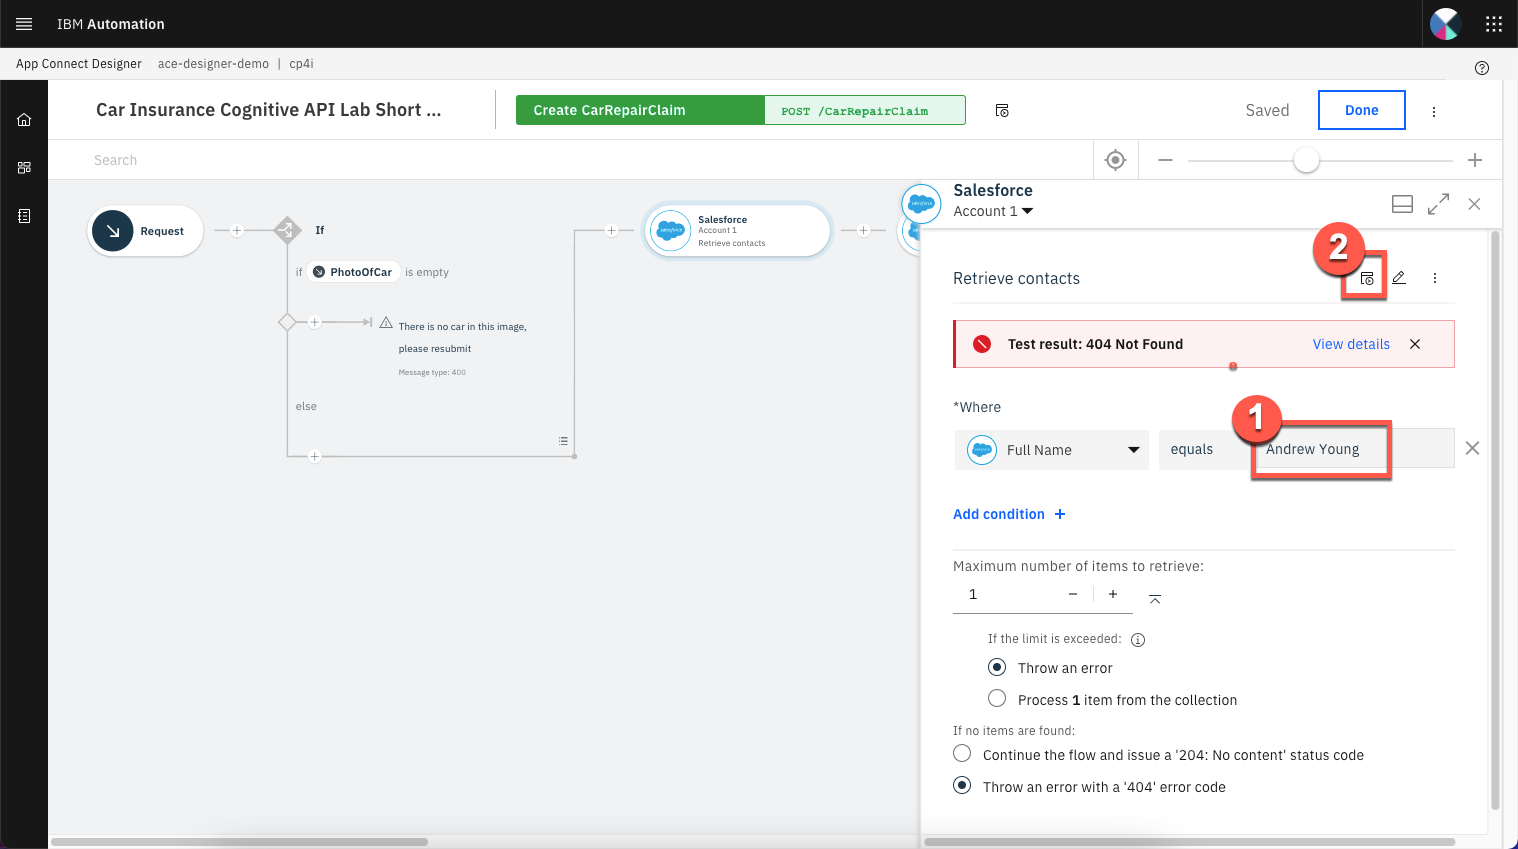 IBM Automation
App Connect Designer ace-designer-demo | cp4i
Car Insurance Cognitive API Lab Short ...
Create CarRepairClaim
POST /CarRepairClaim
Saved
Done
Search
Request
If
if PhotoOfCar is empty
There is no car in this image,
please resubmit
Message type: 400
else
Salesforce
Account 1
Retrieve contacts
Salesforce
Account 1
2
Retrieve contacts
Test result: 404 Not Found
View details
*Where
1
Full Name
equals
Andrew Young
Add condition +
Maximum number of items to retrieve:
1
If the limit is exceeded:
Throw an error
Process 1 item from the collection
If no items are found:
Continue the flow and issue a '204: No content' status code
Throw an error with a '404' error code